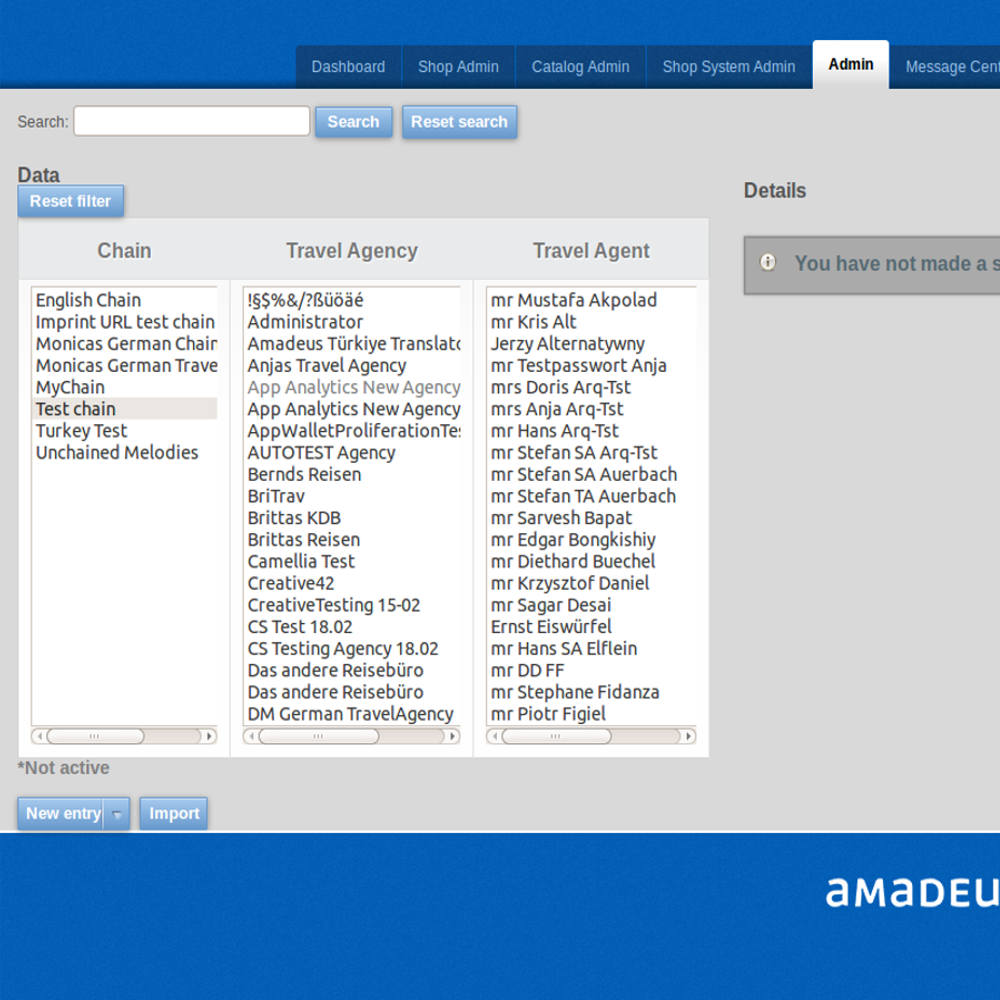 Dashboard
Shop Admin
Catalog Admin
Shop System Admin
Admin
Message Cent
Search:
Search
Reset search
Data
Reset filter
Details
You have not made a s
Chain
Travel Agency
Travel Agent
English Chain
Imprint URL test chain
Monicas German Chain
Monicas German Trave
MyChain
Test chain
Turkey Test
Unchained Melodies
!§$%&/?ßüöäé
Administrator
Amadeus Türkiye Translato
Anjas Travel Agency
App Analytics New Agency
App Analytics New Agency
AppWalletProliferationTes
AUTOTEST Agency
Bernds Reisen
BriTrav
Brittas KDB
Brittas Reisen
Camellia Test
Creative42
CreativeTesting 15-02
CS Test 18.02
CS Testing Agency 18.02
Das andere Reisebüro
Das andere Reisebüro
DM German TravelAgency
mr Mustafa Akpolad
mr Kris Alt
Jerzy Alternatywny
mr Testpasswort Anja
mrs Doris Arq-Tst
mrs Anja Arq-Tst
mr Hans Arq-Tst
mr Stefan SA Arq-Tst
mr Stefan SA Auerbach
mr Stefan TA Auerbach
mr Sarvesh Bapat
mr Edgar Bongkishiy
mr Diethard Buechel
mr Krzysztof Daniel
mr Sagar Desai
Ernst Eiswürfel
mr Hans SA Elflein
mr DD FF
mr Stephane Fidanza
mr Piotr Figiel
*Not active
New entry
Import
aMaDEU